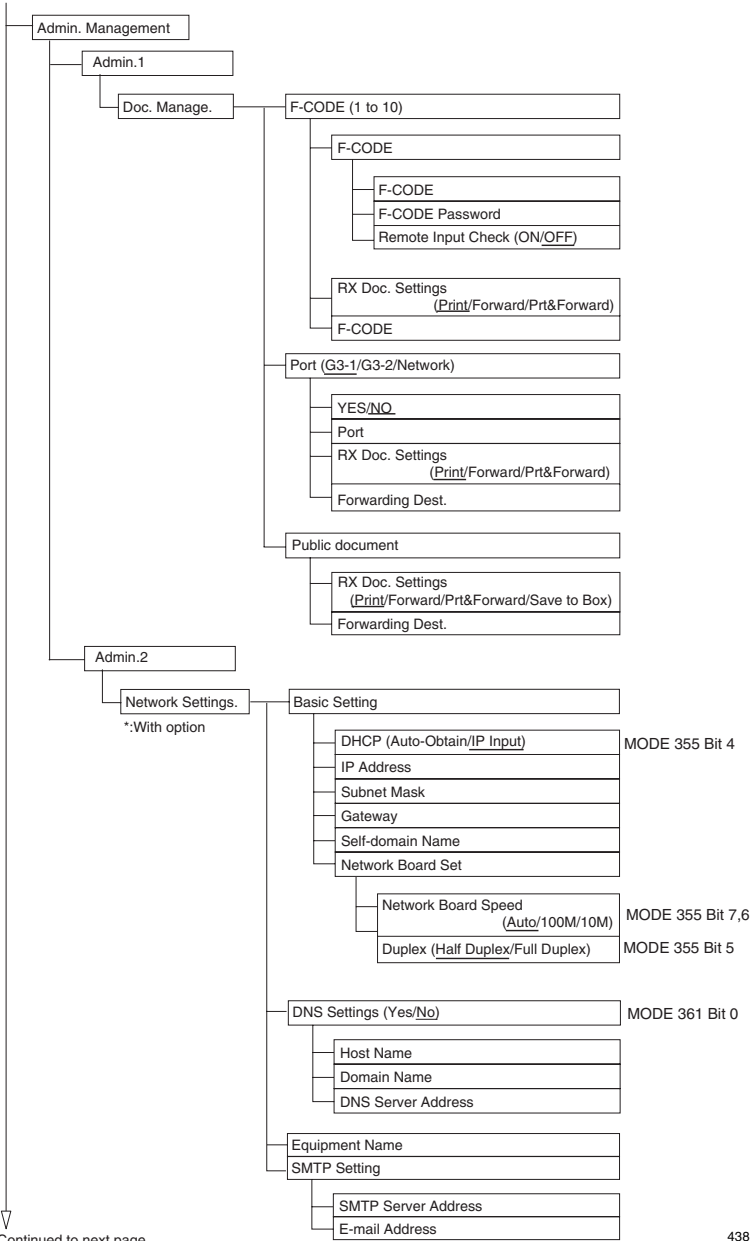 Admin. Management
Admin.1
Doc. Manage.
F-CODE (1 to 10)
F-CODE
F-CODE
F-CODE Password
Remote Input Check (ON/OFF)
RX Doc. Settings
(Print/Forward/Prt&Forward)
F-CODE
Port (G3-1/G3-2/Network)
YES/NO
Port
RX Doc. Settings
(Print/Forward/Prt&Forward)
Forwarding Dest.
Public document
RX Doc. Settings
(Print/Forward/Prt&Forward/Save to Box)
Forwarding Dest.
Admin.2
Network Settings.
*:With option
Basic Setting
DHCP (Auto-Obtain/IP Input)
MODE 355 Bit 4
IP Address
Subnet Mask
Gateway
Self-domain Name
Network Board Set
Network Board Speed
(Auto/100M/10M)
MODE 355 Bit 7,6
Duplex (Half Duplex/Full Duplex)
MODE 355 Bit 5
DNS Settings (Yes/No)
MODE 361 Bit 0
Host Name
Domain Name
DNS Server Address
Equipment Name
SMTP Setting
SMTP Server Address
E-mail Address
Continued to next page
438